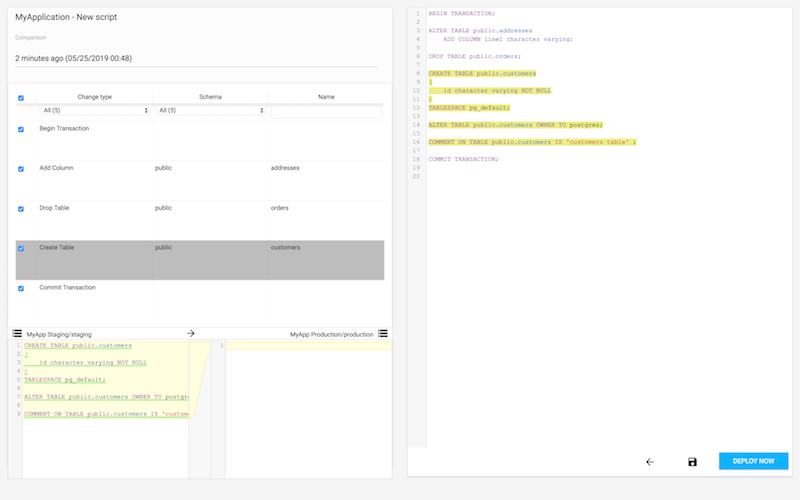 MyApplication - New script
Comparison
2 minutes ago (05/25/2019 00:48)
Change type Schema Name
All (5) All (5)
Begin Transaction
Add Column public addresses
Drop Table public orders
Create Table public customers
Commit Transaction
MyApp Staging/staging MyApp Production/production
1 CREATE TABLE public.customers
2 (
3 id character varying NOT NULL
4 )
5 TABLESPACE pg_default;
6
7 ALTER TABLE public.customers OWNER TO postgre
8
9 COMMENT ON TABLE public.customers IS 'custome
1
1 BEGIN TRANSACTION;
2
3 ALTER TABLE public.addresses
4 ADD COLUMN line1 character varying;
5
6 DROP TABLE public.orders;
7
8 CREATE TABLE public.customers
9 (
10 id character varying NOT NULL
11 )
12 TABLESPACE pg_default;
13
14 ALTER TABLE public.customers OWNER TO postgres;
15
16 COMMENT ON TABLE public.customers IS 'customers table' ;
17
18 COMMIT TRANSACTION;
19
20
DEPLOY NOW